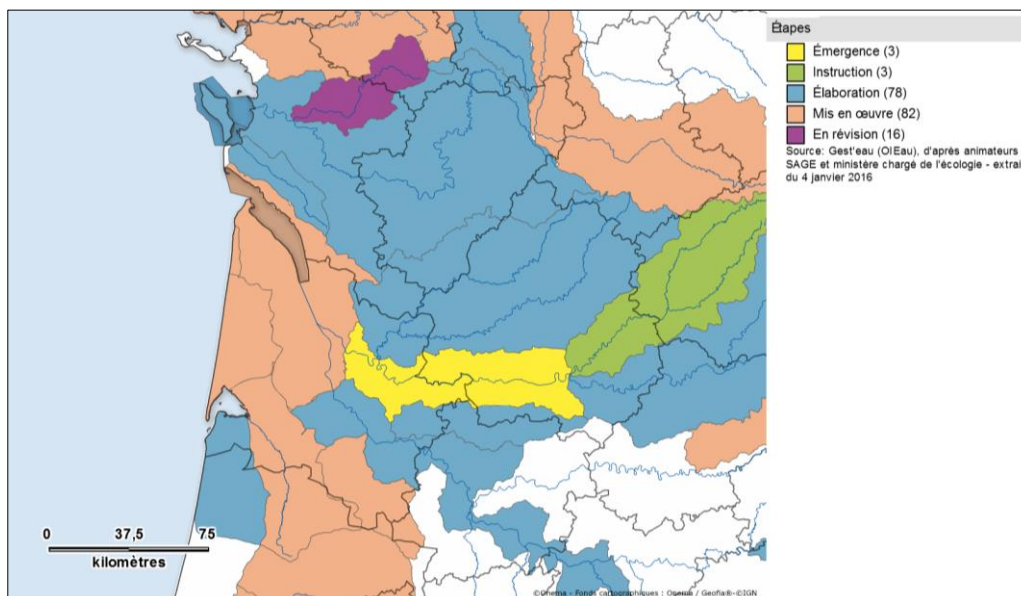 Étapes
Émergence (3)
Instruction (3)
Élaboration (78)
Mis en œuvre (82)
En révision (16)
Source: Gest'eau (OIEau), d'après animateurs
SAGE et ministère chargé de l'écologie - extrai
du 4 janvier 2016
0 37,5 75
kilomètres
©Onema - Fonds cartographiques : Onema / Geofla®-©IGN